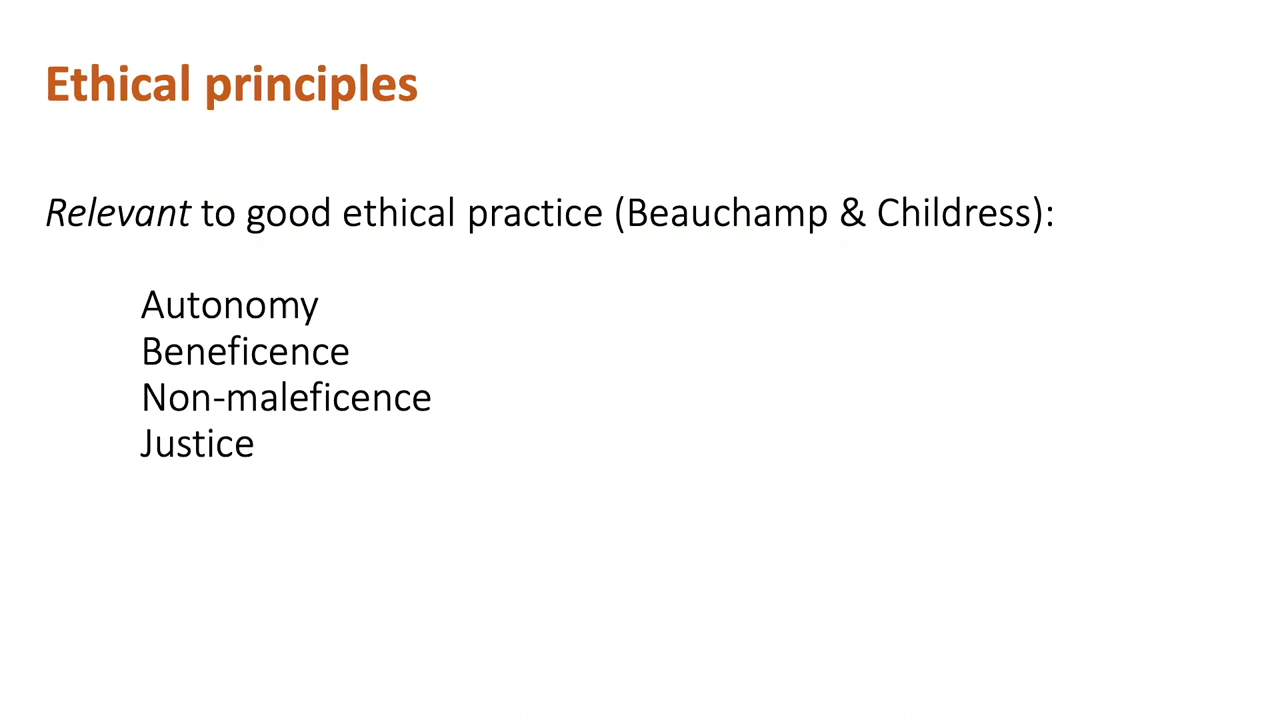 Ethical principles
Relevant to good ethical practice (Beauchamp & Childress):
Autonomy
Beneficence
Non-maleficence
Justice